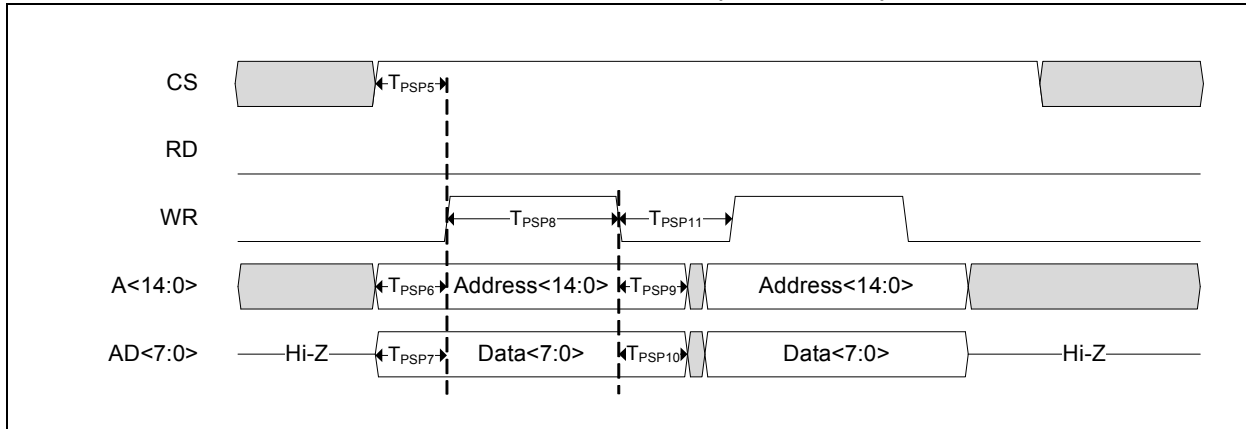 CS TPSP5
RD
WR TPSP8 TPSP11
A<14:0> TPSP6 Address<14:0> TPSP9 Address<14:0>
AD<7:0> Hi-Z TPSP7 Data<7:0> TPSP10 Data<7:0> Hi-Z